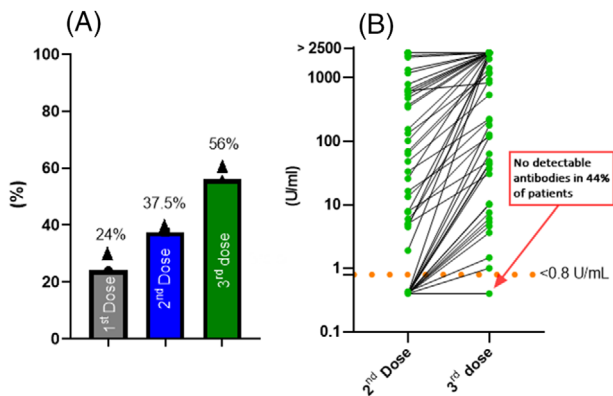 (A)
(%)
100
80
60
40
20
0
24%
37.5%
56%
1st Dose
2nd Dose
3rd dose
(B)
(U/ml)
> 2500
1000
100
10
1
0.1
No detectable
antibodies in 44%
of patients
<0.8 U/mL
2nd Dose
3rd dose